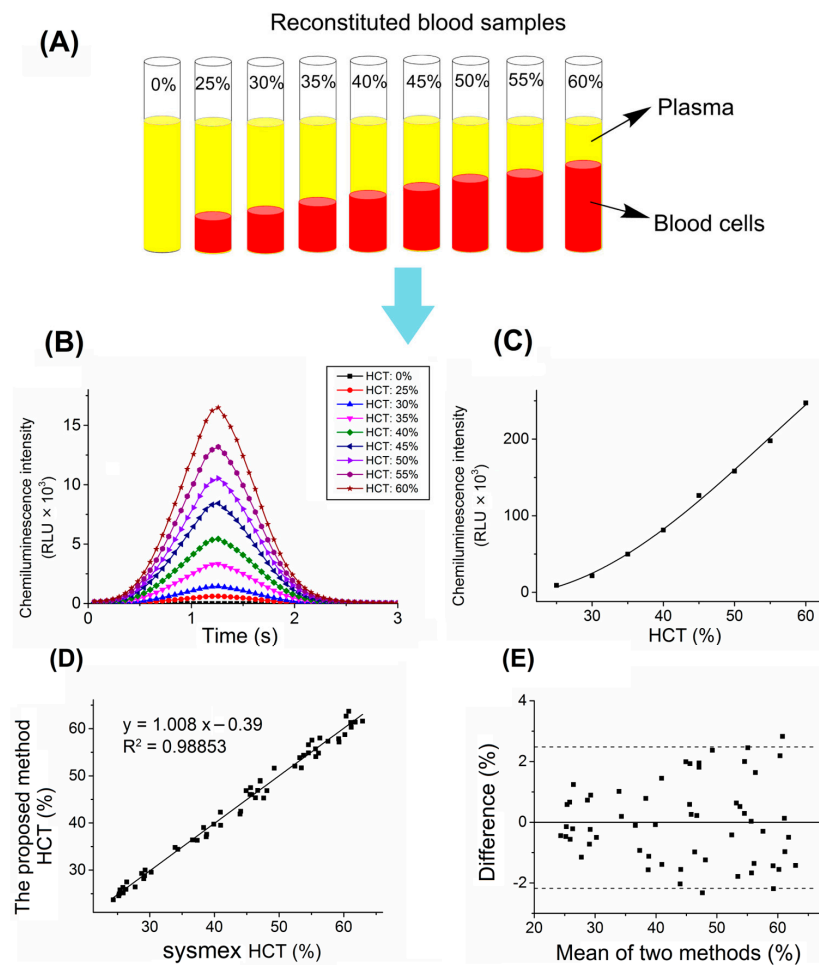 Reconstituted blood samples
(A)
0% 25% 30% 35% 40% 45% 50% 55% 60%
Plasma
Blood cells
(B)
Chemiluminescence intensity
(RLU × 10³)
15
10
5
0
0 1 2 3
Time (s)
HCT: 0%
HCT: 25%
HCT: 30%
HCT: 35%
HCT: 40%
HCT: 45%
HCT: 50%
HCT: 55%
HCT: 60%
(C)
Chemiluminescence intensity
(RLU × 10³)
200
100
0
30 40 50 60
HCT (%)
(D)
The proposed method
HCT (%)
y = 1.008 x − 0.39
R² = 0.98853
60
50
40
30
30 40 50 60
sysmex HCT (%)
(E)
Difference (%)
4
2
0
-2
20 30 40 50 60
Mean of two methods (%)